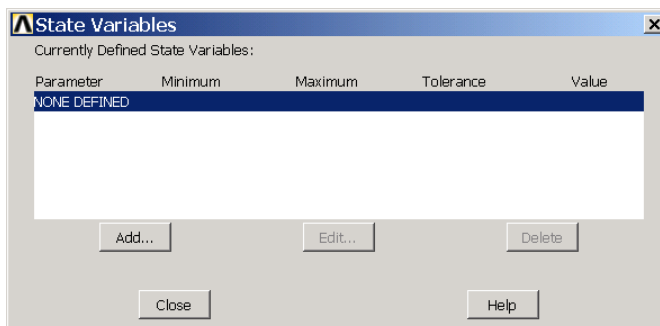 State Variables
Currently Defined State Variables:
Parameter Minimum Maximum Tolerance Value
NONE DEFINED
Add... Edit... Delete
Close Help